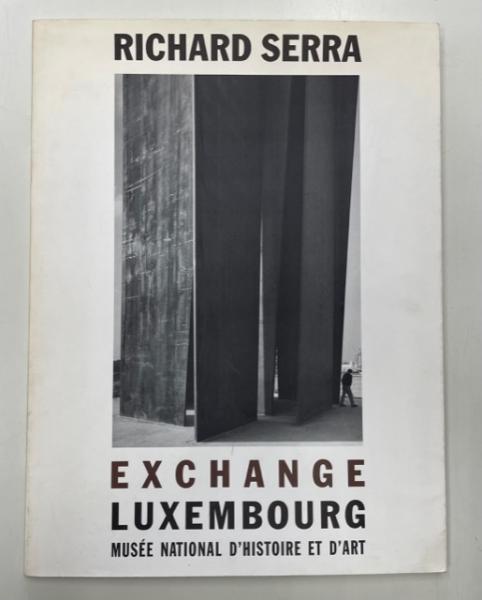 RICHARD SERRA
EXCHANGE
LUXEMBOURG
MUSÉE NATIONAL D'HISTOIRE ET D'ART